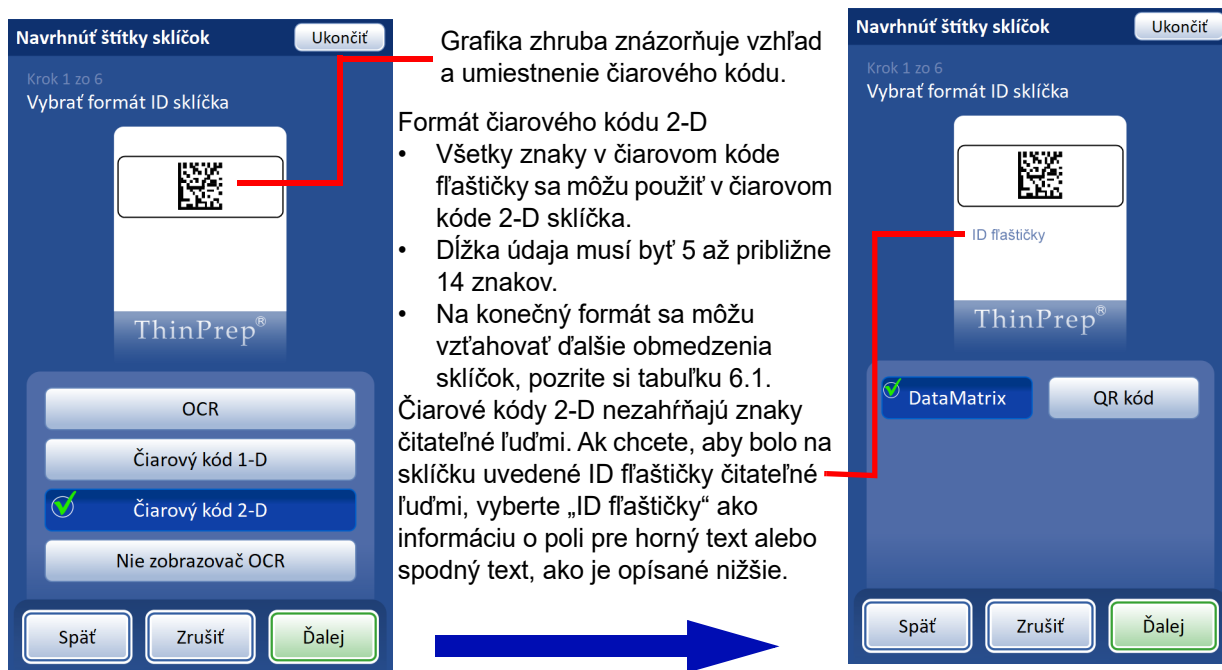 Navrhnúť štítky sklíčok
Ukončiť
Krok 1 zo 6
Vybrať formát ID sklíčka
ThinPrep®
OCR
Čiarový kód 1-D
Čiarový kód 2-D
Nie zobrazovač OCR
Späť
Zrušiť
Ďalej
Grafika zhruba znázorňuje vzhľad
a umiestnenie čiarového kódu.
Formát čiarového kódu 2-D
• Všetky znaky v čiarovom kóde
fľaštičky sa môžu použiť v čiarovom
kóde 2-D sklíčka.
• Dĺžka údaja musí byť 5 až približne
14 znakov.
• Na konečný formát sa môžu
vzťahovať ďalšie obmedzenia
sklíčok, pozrite si tabuľku 6.1.
Čiarové kódy 2-D nezahŕňajú znaky
čitateľné ľuďmi. Ak chcete, aby bolo na
sklíčku uvedené ID fľaštičky čitateľné
ľuďmi, vyberte „ID fľaštičky“ ako
informáciu o poli pre horný text alebo
spodný text, ako je opísané nižšie.
Navrhnúť štítky sklíčok
Ukončiť
Krok 1 zo 6
Vybrať formát ID sklíčka
ID fľaštičky
ThinPrep®
DataMatrix
QR kód
Späť
Zrušiť
Ďalej